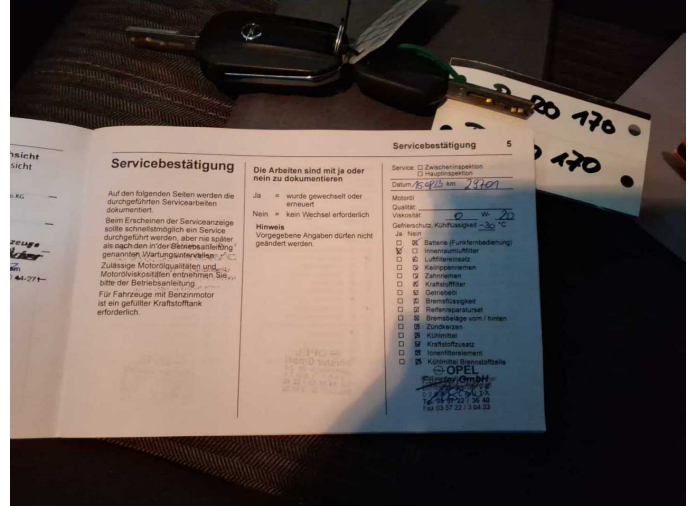 20 170
170
Servicebestätigung 5
Servicebestätigung
Auf den folgenden Seiten werden die
durchgeführten Servicearbeiten
dokumentiert.
Beim Erscheinen der Serviceanzeige
sollte schnellstmöglich ein Service
durchgeführt werden, aber nie später
als nach den in der Betriebsanleitung
genannten Wartungsintervallen.
Zulässige Motorölqualitäten und
Motorölviskositäten entnehmen Sie
bitte der Betriebsanleitung.
Für Fahrzeuge mit Benzinmotor
ist ein gefüllter Kraftstofftank
erforderlich.
Die Arbeiten sind mit ja oder
nein zu dokumentieren
Ja = wurde gewechselt oder
erneuert
Nein = kein Wechsel erforderlich
Hinweis
Vorgegebene Angaben dürfen nicht
geändert werden.
Service: Zwischeninspektion
Hauptinspektion
Datum km 29701
Motoröl
Qualität:
Viskosität: 0 W- 20
Gefrierschutz, Kühlflüssigkeit -30 °C
Ja Nein
Batterie (Funkfernbedienung)
Innenraumluftfilter
Luftfiltereinsatz
Keilrippenriemen
Zahnriemen
Kraftstofffilter
Getriebeöl
Bremsflüssigkeit
Reifenreparaturset
Bremsbeläge vorn / hinten
Zündkerzen
Kühlmittel
Kraftstoffzusatz
Ionenfilterelement
Kühlmittel Brennstoffzelle
OPEL
GmbH